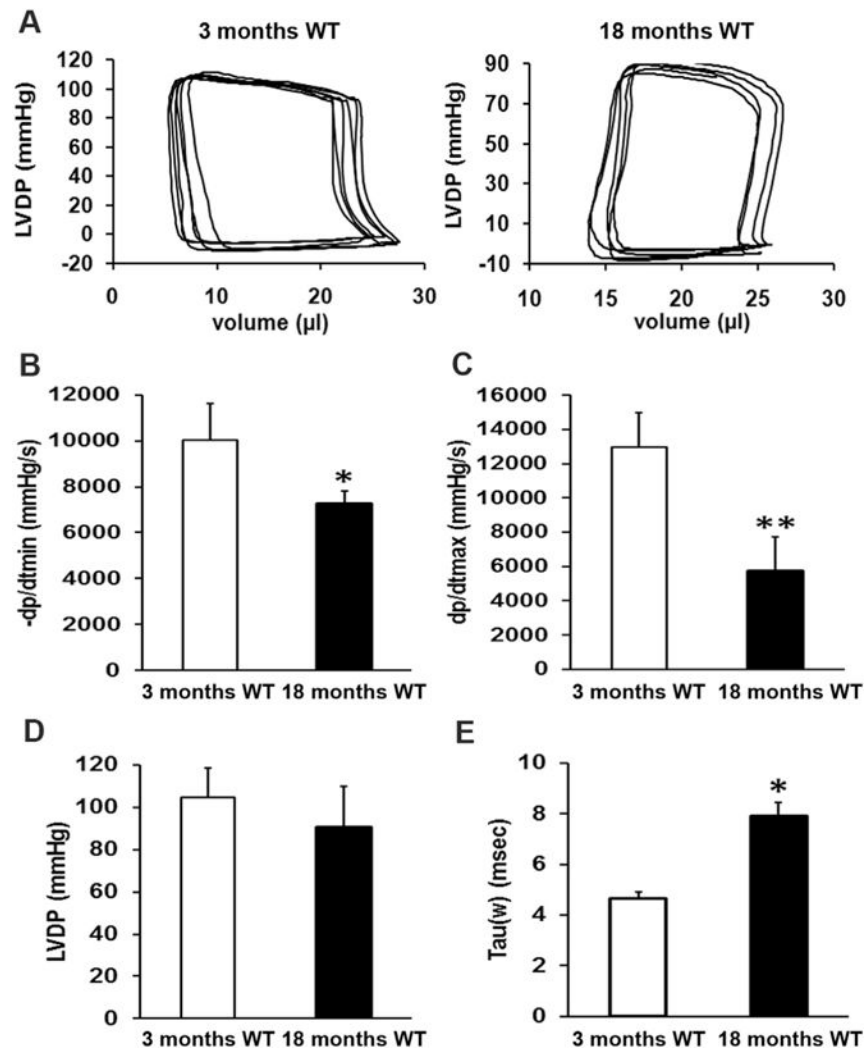 A
3 months WT
18 months WT
LVDP (mmHg)
120
100
80
60
40
20
0
-20
0
10
20
30
volume (µl)
LVDP (mmHg)
90
70
50
30
10
-10
10
15
20
25
30
volume (µl)
B
-dp/dtmin (mmHg/s)
12000
10000
8000
6000
4000
2000
0
*
3 months WT
18 months WT
C
dp/dtmax (mmHg/s)
16000
14000
12000
10000
8000
6000
4000
2000
0
**
3 months WT
18 months WT
D
LVDP (mmHg)
120
100
80
60
40
20
0
3 months WT
18 months WT
E
Tau(w) (msec)
10
8
6
4
2
0
*
3 months WT
18 months WT